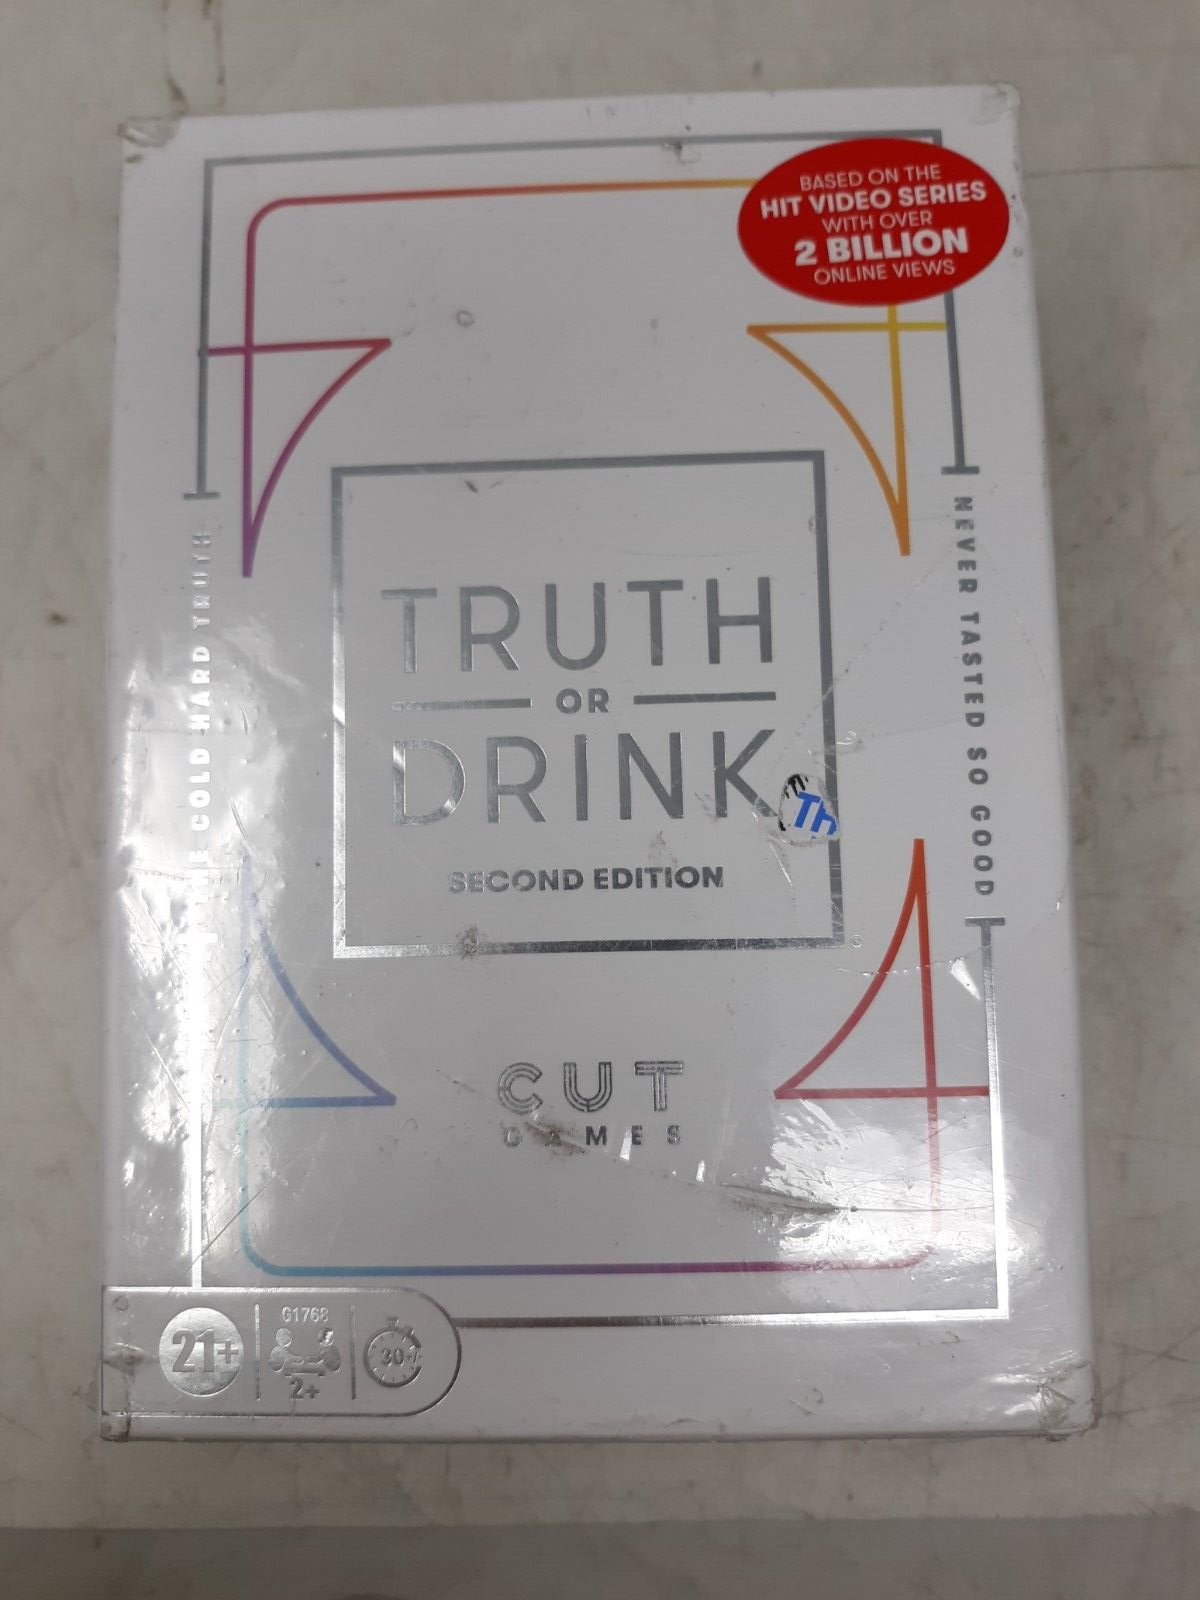 BASED ON THE
HIT VIDEO SERIES
WITH OVER
2 BILLION
ONLINE VIEWS
THE COLD HARD TRUTH
NEVER TASTED SO GOOD
TRUTH
OR
DRINK
SECOND EDITION
Th
CUT
GAMES
21+
G1768
2+
30+/-